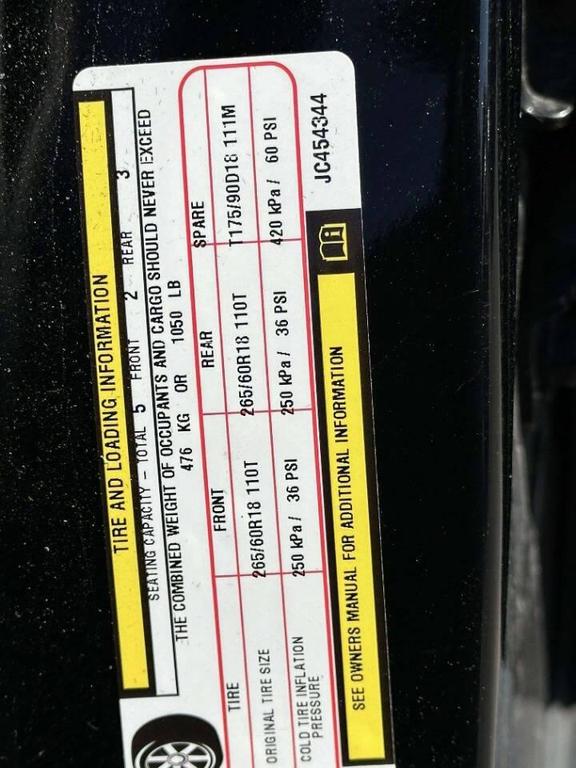 TIRE AND LOADING INFORMATION
SEATING CAPACITY - TOTAL 5 FRONT 2 REAR 3
THE COMBINED WEIGHT OF OCCUPANTS AND CARGO SHOULD NEVER EXCEED
476 KG OR 1050 LB
TIRE FRONT REAR SPARE
ORIGINAL TIRE SIZE 265/60R18 110T 265/60R18 110T T175/90D18 111M
COLD TIRE INFLATION
PRESSURE 250 kPa / 36 PSI 250 kPa / 36 PSI 420 kPa / 60 PSI
SEE OWNERS MANUAL FOR ADDITIONAL INFORMATION
JC454344